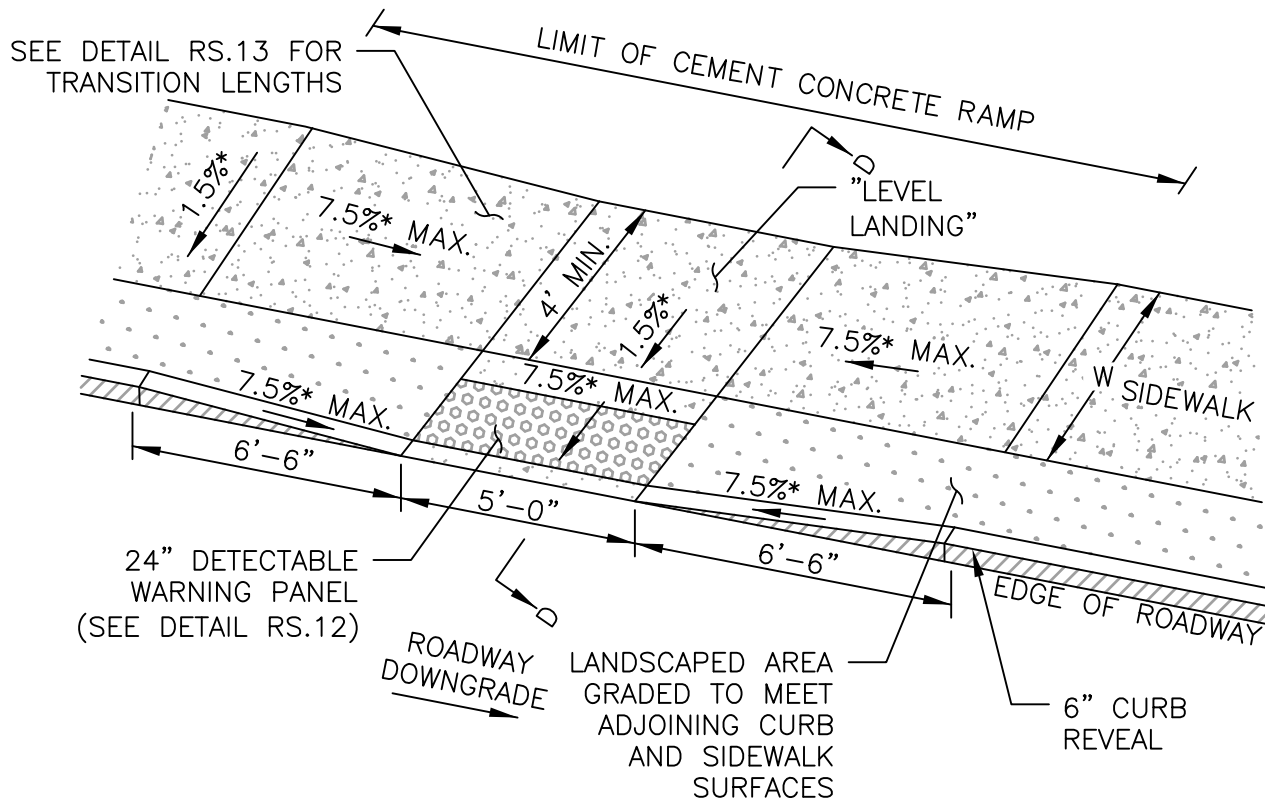 SEE DETAIL RS.13 FOR
TRANSITION LENGTHS
LIMIT OF CEMENT CONCRETE RAMP
D
"LEVEL
LANDING"
1.5%*
7.5%* MAX.
4' MIN.
1.5%*
7.5%* MAX.
W
SIDEWALK
7.5%* MAX.
7.5%* MAX.
7.5%* MAX.
6'-6"
5'-0"
6'-6"
24" DETECTABLE
WARNING PANEL
(SEE DETAIL RS.12)
D
ROADWAY
DOWNGRADE
LANDSCAPED AREA
GRADED TO MEET
ADJOINING CURB
AND SIDEWALK
SURFACES
EDGE OF ROADWAY
6" CURB
REVEAL